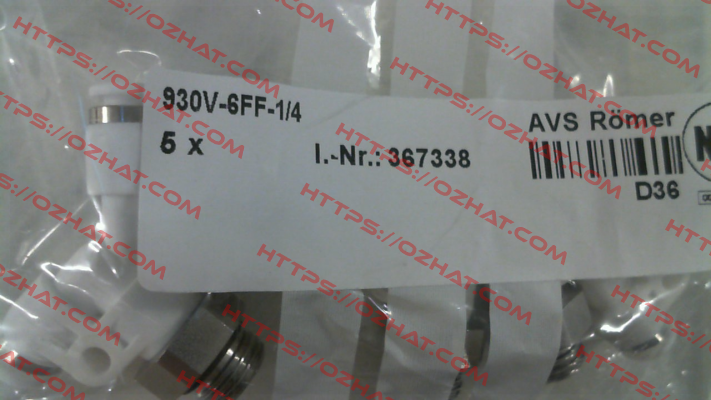 930V-6FF-1/4
5 x
I.-Nr.: 367338
AVS Römer
D36
HTTPS://OZHAT.COM